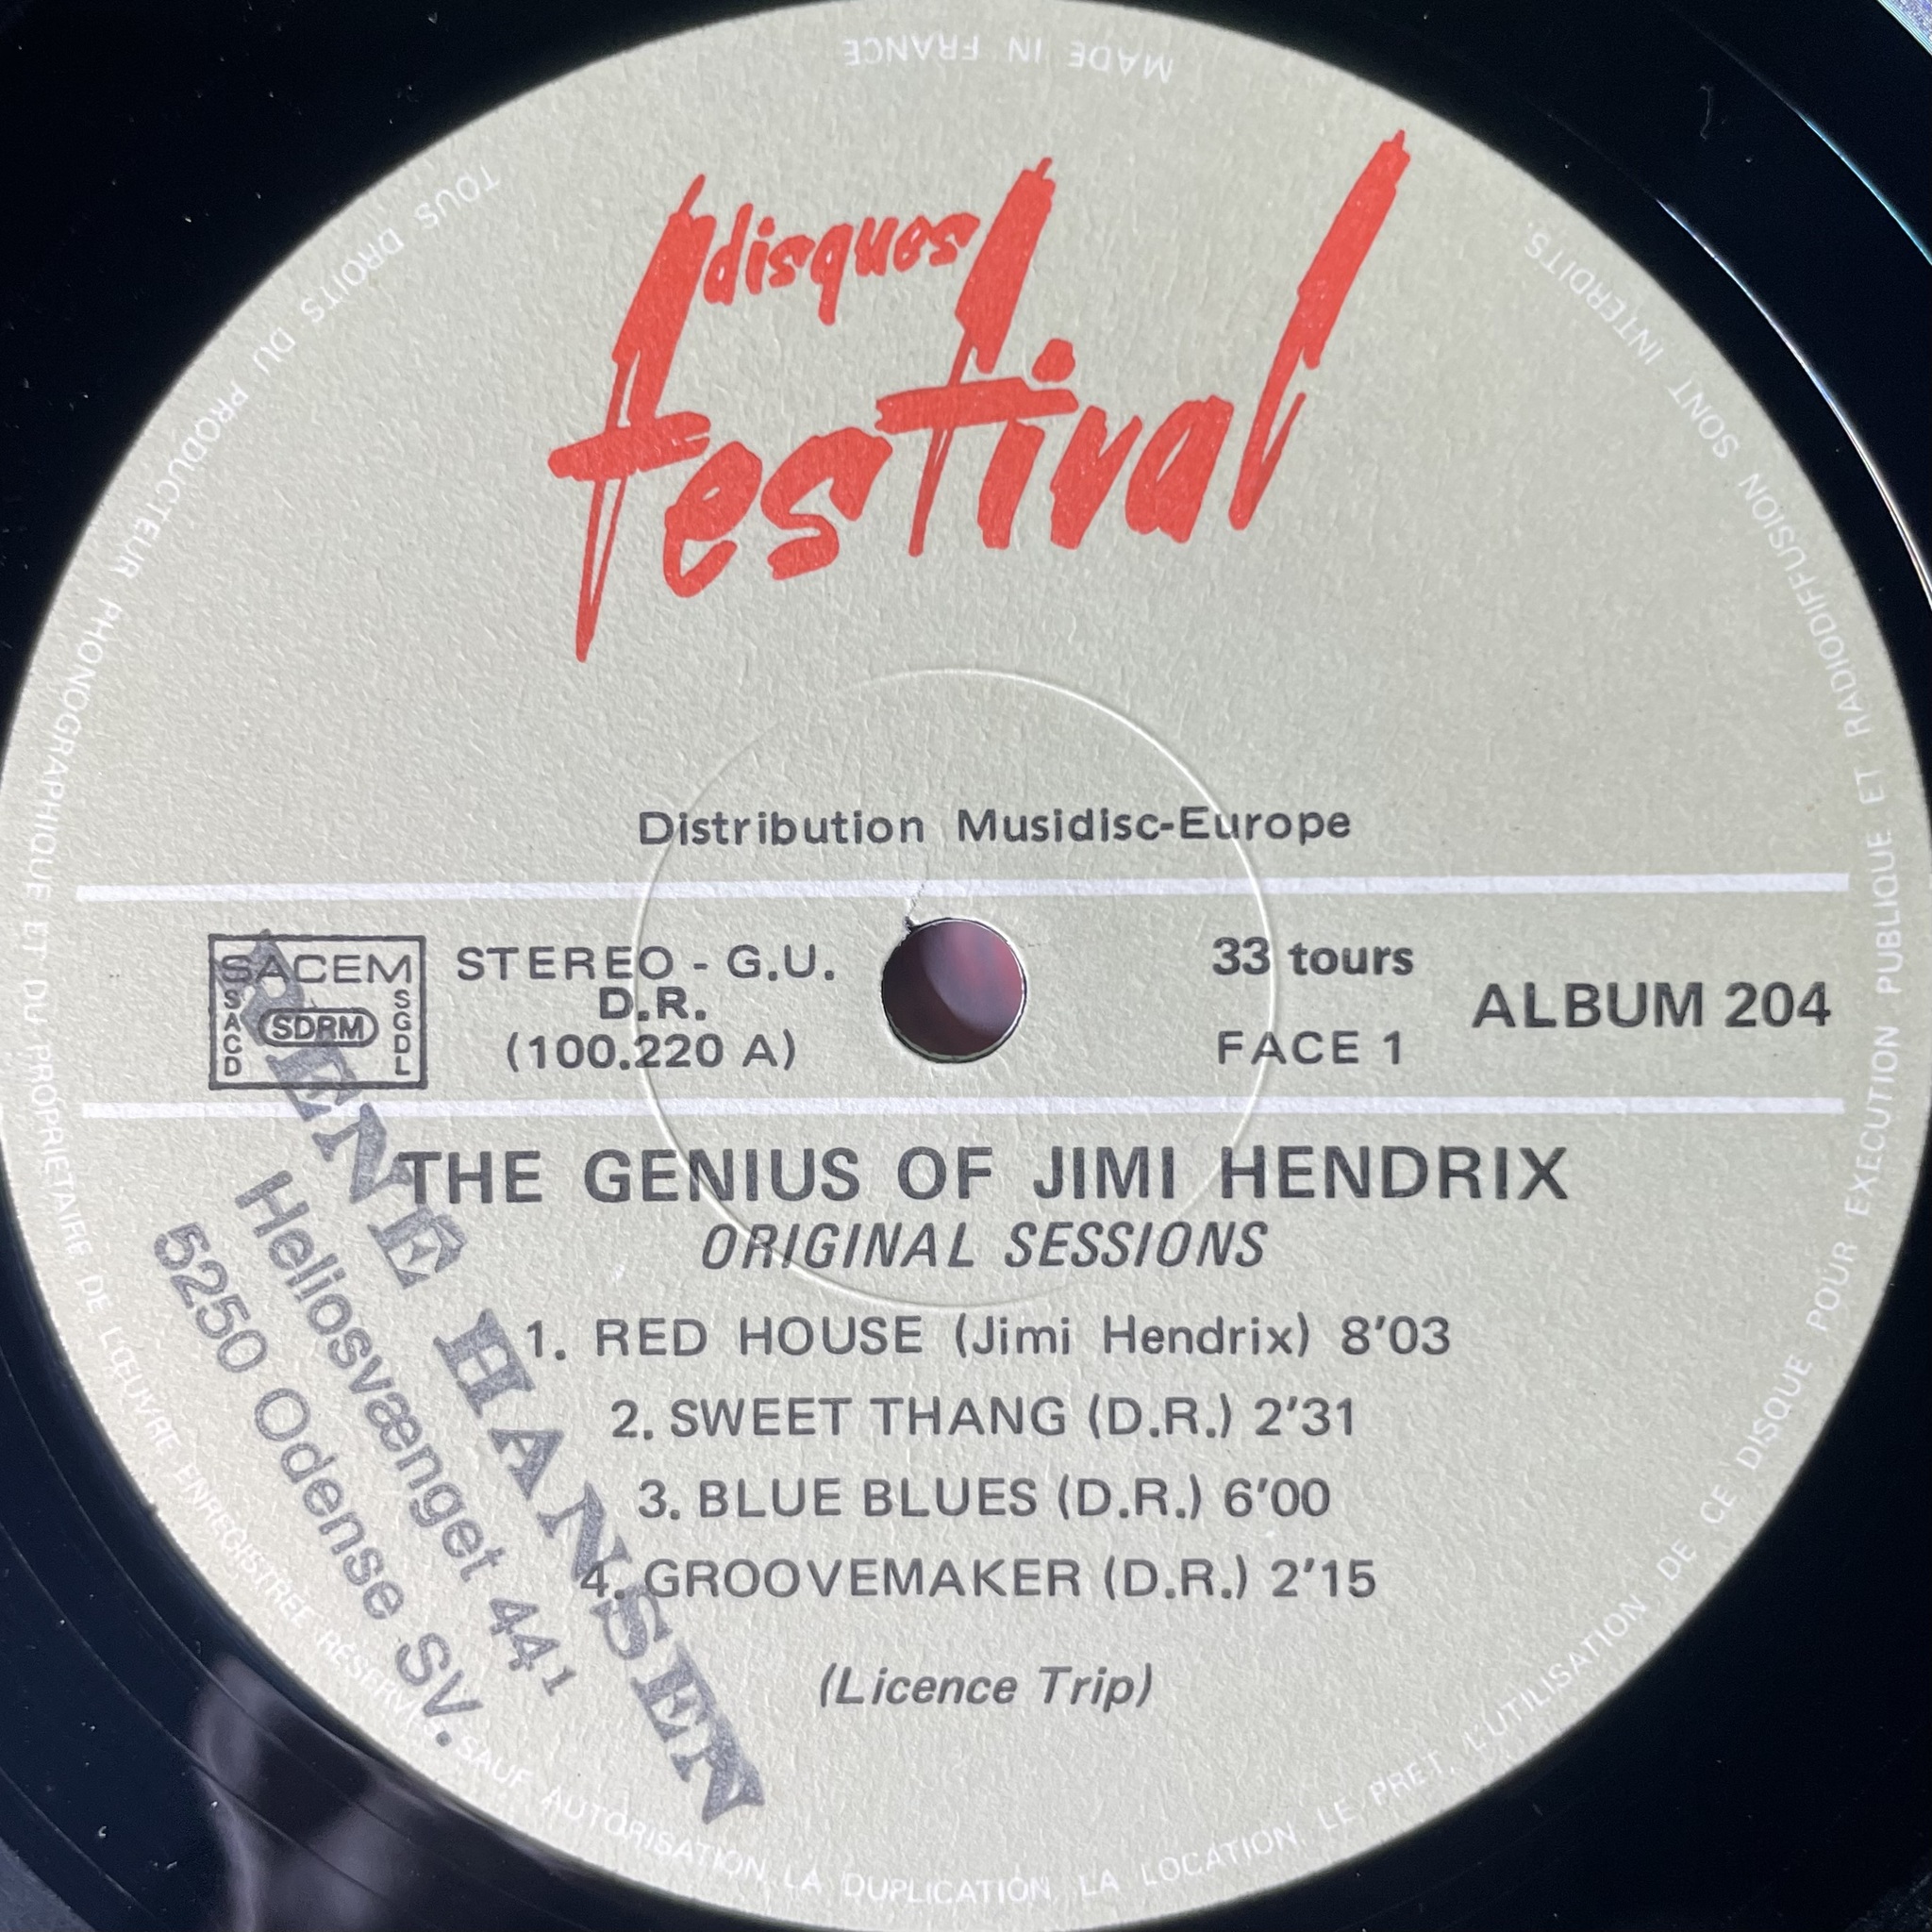 MADE IN FRANCE
disques
festival
Distribution Musidisc-Europe
SACEM
SACD
SDRM
SGDL
STEREO - G.U.
D.R.
(100.220 A)
33 tours
FACE 1
ALBUM 204
THE GENIUS OF JIMI HENDRIX
ORIGINAL SESSIONS
1. RED HOUSE (Jimi Hendrix) 8'03
2. SWEET THANG (D.R.) 2'31
3. BLUE BLUES (D.R.) 6'00
4. GROOVEMAKER (D.R.) 2'15
(Licence Trip)
RENÉ HANSEN
Heliosvænget 44¹
5250 Odense SV.
TOUS DROITS DU PRODUCTEUR PHONOGRAPHIQUE ET DU PROPRIETAIRE DE L'ŒUVRE ENREGISTREE RÉSERVÉS SAUF AUTORISATION LA DUPLICATION LA LOCATION, LE PRET, L'UTILISATION DE CE DISQUE POUR EXECUTION PUBLIQUE ET RADIODIFFUSION SONT INTERDITS.